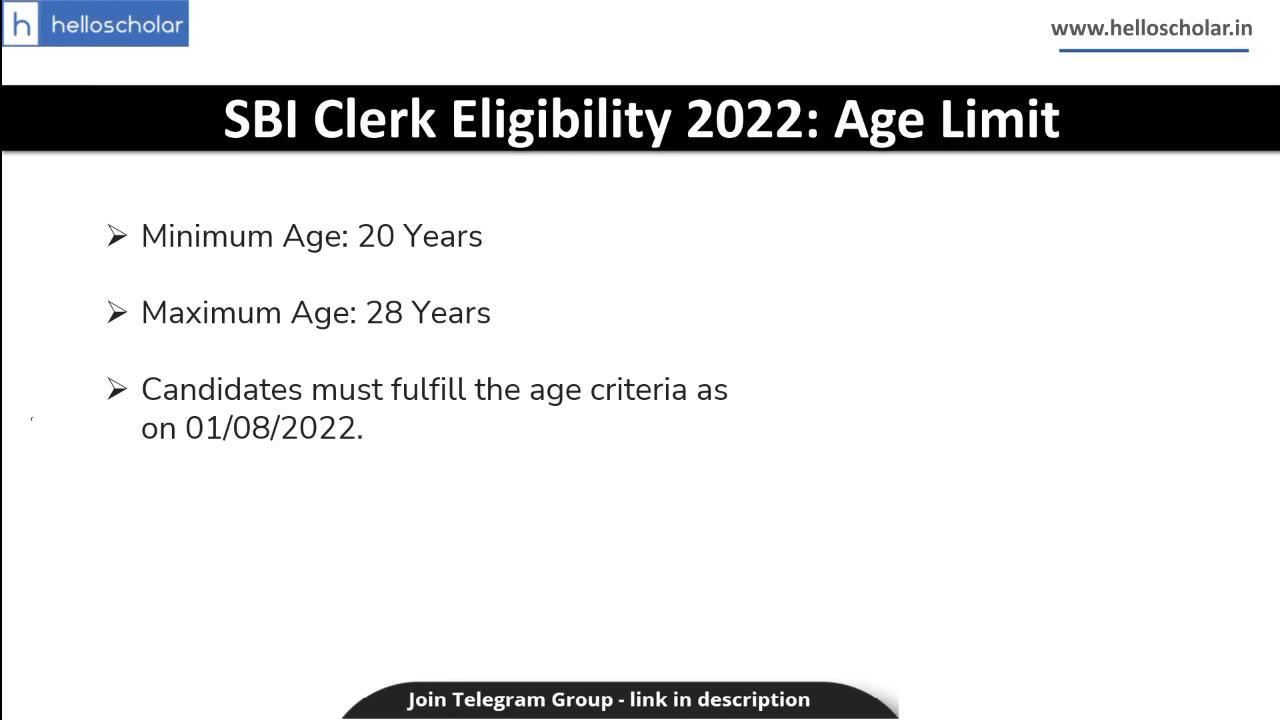 h helloscholar
www.helloscholar.in
SBI Clerk Eligibility 2022: Age Limit
➢ Minimum Age: 20 Years
➢ Maximum Age: 28 Years
➢ Candidates must fulfill the age criteria as
on 01/08/2022.
Join Telegram Group - link in description